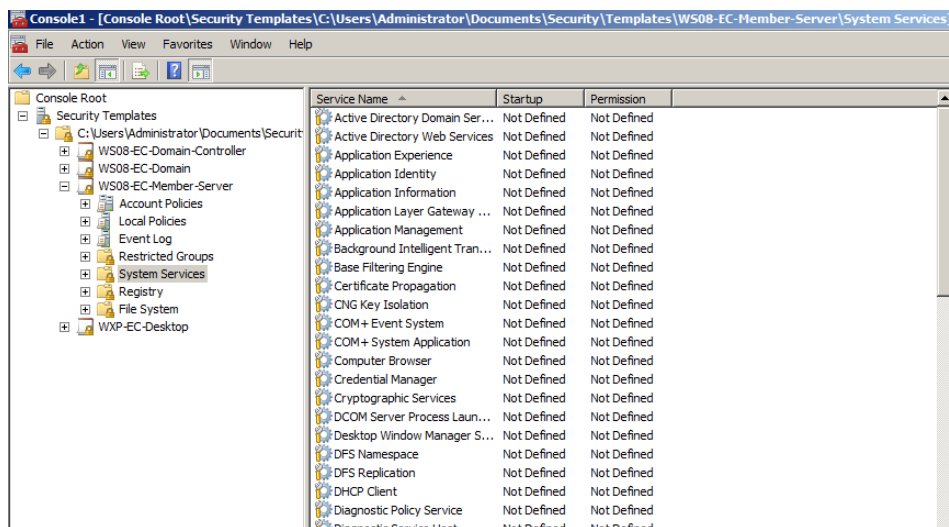 Console1 - [Console Root\Security Templates\C:\Users\Administrator\Documents\Security\Templates\WS08-EC-Member-Server\System Services
File Action View Favorites Window Help
Console Root
Security Templates
C:\Users\Administrator\Documents\Securit
WS08-EC-Domain-Controller
WS08-EC-Domain
WS08-EC-Member-Server
Account Policies
Local Policies
Event Log
Restricted Groups
System Services
Registry
File System
WXP-EC-Desktop
Service Name Startup Permission
Active Directory Domain Ser... Not Defined Not Defined
Active Directory Web Services Not Defined Not Defined
Application Experience Not Defined Not Defined
Application Identity Not Defined Not Defined
Application Information Not Defined Not Defined
Application Layer Gateway ... Not Defined Not Defined
Application Management Not Defined Not Defined
Background Intelligent Tran... Not Defined Not Defined
Base Filtering Engine Not Defined Not Defined
Certificate Propagation Not Defined Not Defined
CNG Key Isolation Not Defined Not Defined
COM+ Event System Not Defined Not Defined
COM+ System Application Not Defined Not Defined
Computer Browser Not Defined Not Defined
Credential Manager Not Defined Not Defined
Cryptographic Services Not Defined Not Defined
DCOM Server Process Laun... Not Defined Not Defined
Desktop Window Manager S... Not Defined Not Defined
DFS Namespace Not Defined Not Defined
DFS Replication Not Defined Not Defined
DHCP Client Not Defined Not Defined
Diagnostic Policy Service Not Defined Not Defined
Diagnostic Service Host Not Defined Not Defined